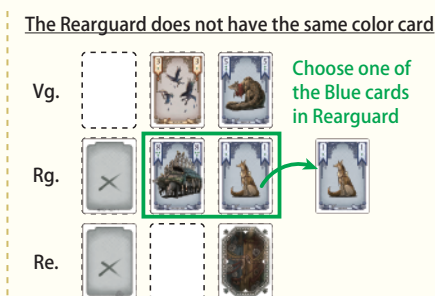 The Rearguard does not have the same color card
Vg.
Choose one of
the Blue cards
in Rearguard
Rg.
Re.